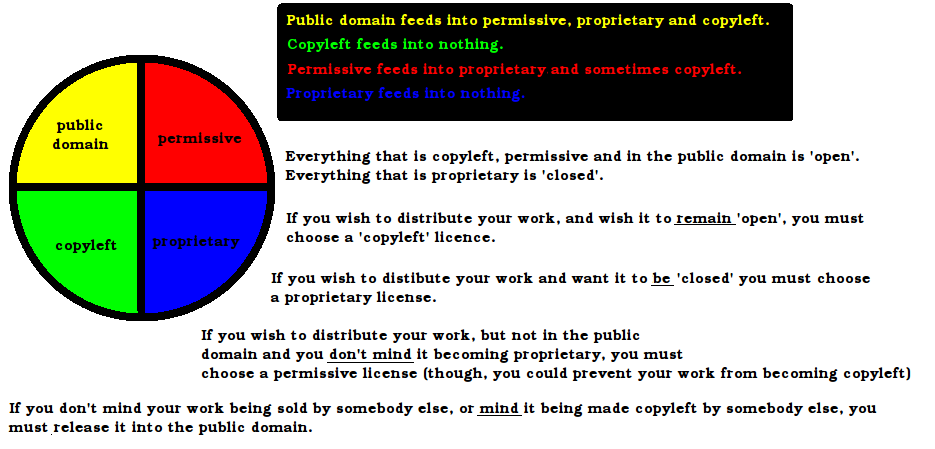 Public domain feeds into permissive, proprietary and copyleft.
Copyleft feeds into nothing.
Permissive feeds into proprietary and sometimes copyleft.
Proprietary feeds into nothing.
public
domain
permissive
copyleft
proprietary
Everything that is copyleft, permissive and in the public domain is 'open'.
Everything that is proprietary is 'closed'.
If you wish to distribute your work, and wish it to remain 'open', you must
choose a 'copyleft' licence.
If you wish to distibute your work and want it to be 'closed' you must choose
a proprietary license.
If you wish to distribute your work, but not in the public
domain and you don't mind it becoming proprietary, you must
choose a permissive license (though, you could prevent your work from becoming copyleft)
If you don't mind your work being sold by somebody else, or mind it being made copyleft by somebody else, you
must release it into the public domain.